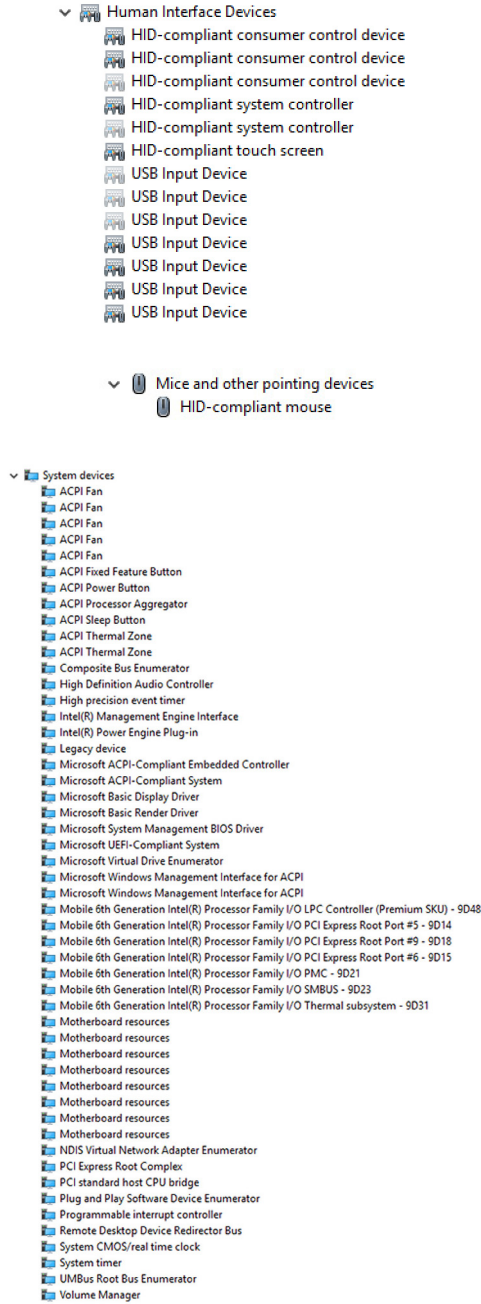 Human Interface Devices
HID-compliant consumer control device
HID-compliant consumer control device
HID-compliant consumer control device
HID-compliant system controller
HID-compliant system controller
HID-compliant touch screen
USB Input Device
USB Input Device
USB Input Device
USB Input Device
USB Input Device
USB Input Device
USB Input Device
Mice and other pointing devices
HID-compliant mouse
System devices
ACPI Fan
ACPI Fan
ACPI Fan
ACPI Fan
ACPI Fan
ACPI Fixed Feature Button
ACPI Power Button
ACPI Processor Aggregator
ACPI Sleep Button
ACPI Thermal Zone
ACPI Thermal Zone
Composite Bus Enumerator
High Definition Audio Controller
High precision event timer
Intel(R) Management Engine Interface
Intel(R) Power Engine Plug-in
Legacy device
Microsoft ACPI-Compliant Embedded Controller
Microsoft ACPI-Compliant System
Microsoft Basic Display Driver
Microsoft Basic Render Driver
Microsoft System Management BIOS Driver
Microsoft UEFI-Compliant System
Microsoft Virtual Drive Enumerator
Microsoft Windows Management Interface for ACPI
Microsoft Windows Management Interface for ACPI
Mobile 6th Generation Intel(R) Processor Family I/O LPC Controller (Premium SKU) - 9D48
Mobile 6th Generation Intel(R) Processor Family I/O PCI Express Root Port #5 - 9D14
Mobile 6th Generation Intel(R) Processor Family I/O PCI Express Root Port #9 - 9D18
Mobile 6th Generation Intel(R) Processor Family I/O PCI Express Root Port #6 - 9D15
Mobile 6th Generation Intel(R) Processor Family I/O PMC - 9D21
Mobile 6th Generation Intel(R) Processor Family I/O SMBUS - 9D23
Mobile 6th Generation Intel(R) Processor Family I/O Thermal subsystem - 9D31
Motherboard resources
Motherboard resources
Motherboard resources
Motherboard resources
Motherboard resources
Motherboard resources
Motherboard resources
Motherboard resources
NDIS Virtual Network Adapter Enumerator
PCI Express Root Complex
PCI standard host CPU bridge
Plug and Play Software Device Enumerator
Programmable interrupt controller
Remote Desktop Device Redirector Bus
System CMOS/real time clock
System timer
UMBus Root Bus Enumerator
Volume Manager